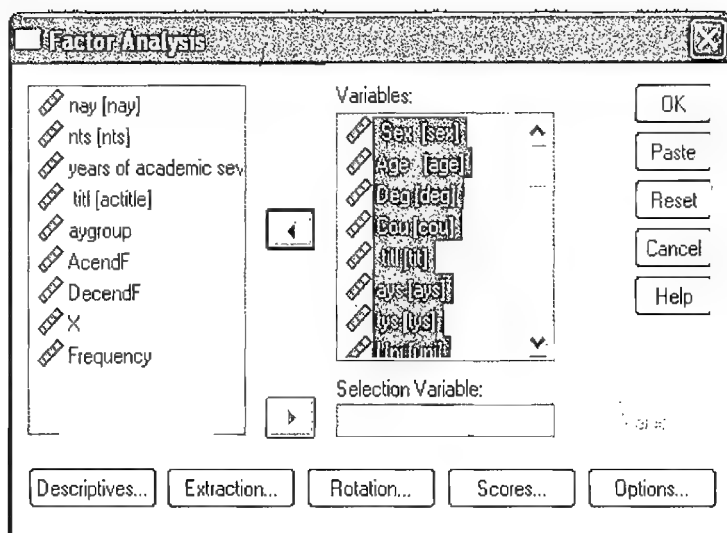 Factor Analysis
nay [nay]
nts [nts]
years of academic sev
titl [actitle]
aygroup
AcendF
DecendF
X
Frequency
Variables:
Sex [sex]
Age [age]
Deg [deg]
Cou [cou]
till [tit]
ays [ays]
tys [tys]
Selection Variable:
OK
Paste
Reset
Cancel
Help
Descriptives...
Extraction...
Rotation...
Scores...
Options...